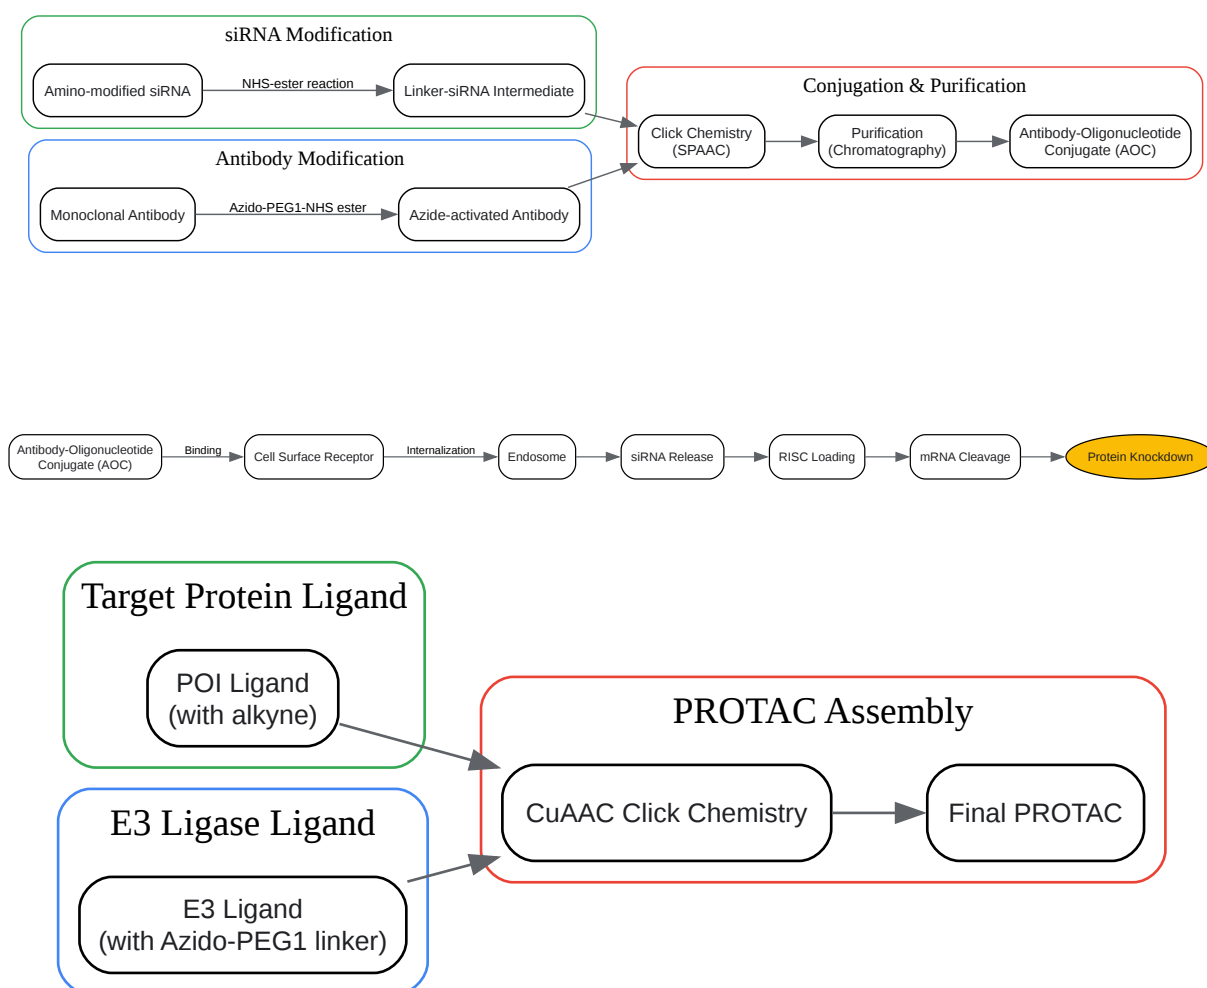 siRNA Modification
Amino-modified siRNA
NHS-ester reaction
Linker-siRNA Intermediate
Antibody Modification
Monoclonal Antibody
Azido-PEG1-NHS ester
Azide-activated Antibody
Conjugation & Purification
Click Chemistry
(SPAAC)
Purification
(Chromatography)
Antibody-Oligonucleotide
Conjugate (AOC)
Antibody-Oligonucleotide
Conjugate (AOC)
Binding
Cell Surface Receptor
Internalization
Endosome
siRNA Release
RISC Loading
mRNA Cleavage
Protein Knockdown
Target Protein Ligand
POI Ligand
(with alkyne)
E3 Ligase Ligand
E3 Ligand
(with Azido-PEG1 linker)
PROTAC Assembly
CuAAC Click Chemistry
Final PROTAC